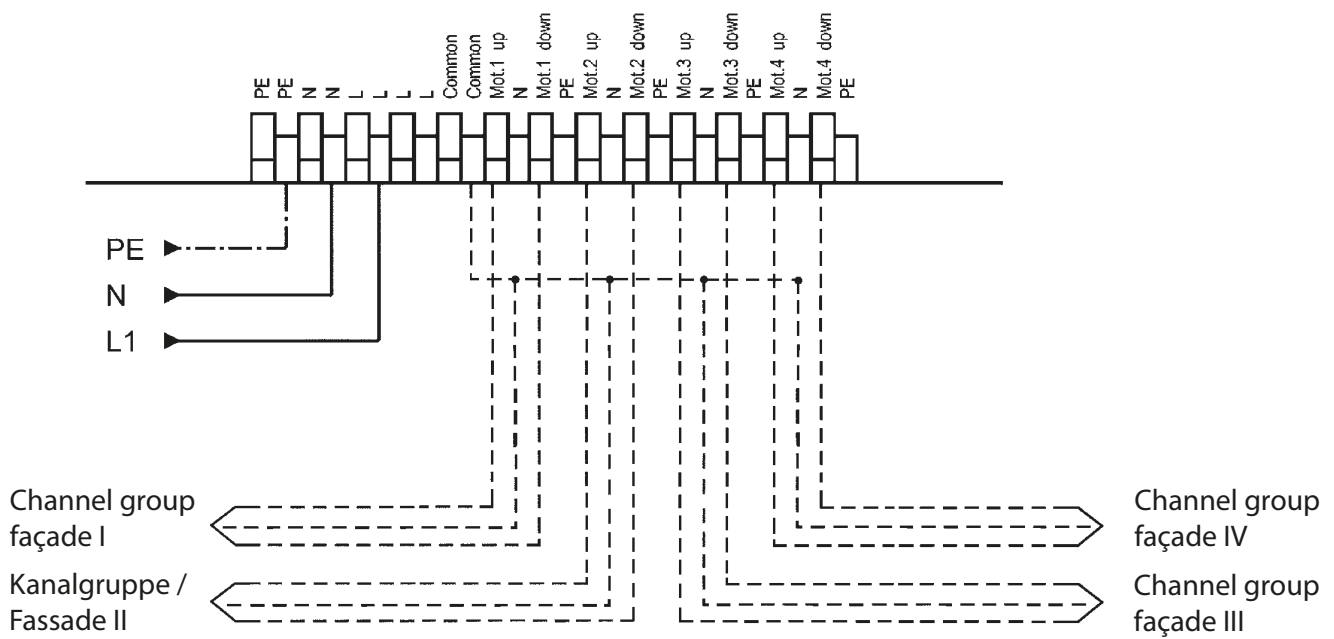 PE
PE
N
N
L
L
L
L
Common
Common
Mot.1 up
N
Mot.1 down
PE
Mot.2 up
N
Mot.2 down
PE
Mot.3 up
N
Mot.3 down
PE
Mot.4 up
N
Mot.4 down
PE
PE
N
L1
Channel group
façade I
Kanalgruppe /
Fassade II
Channel group
façade IV
Channel group
façade III